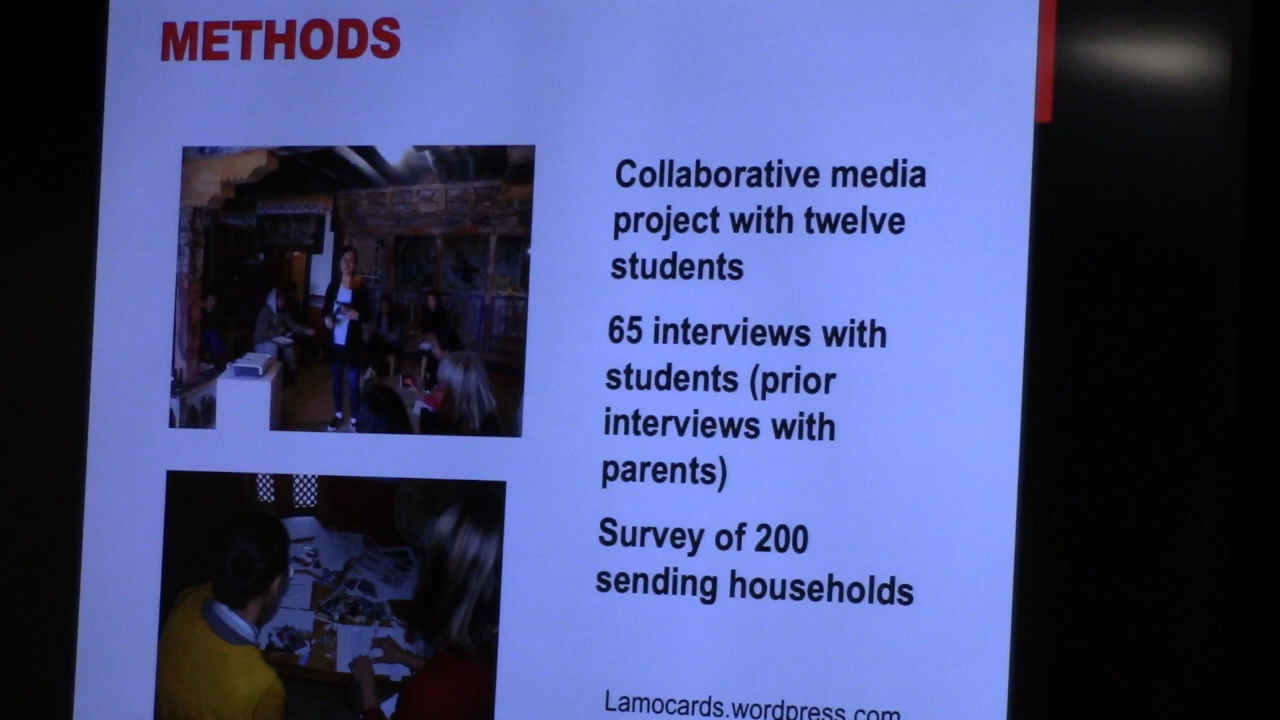 METHODS
Collaborative media
project with twelve
students
65 interviews with
students (prior
interviews with
parents)
Survey of 200
sending households
Lamocards.wordpress.com